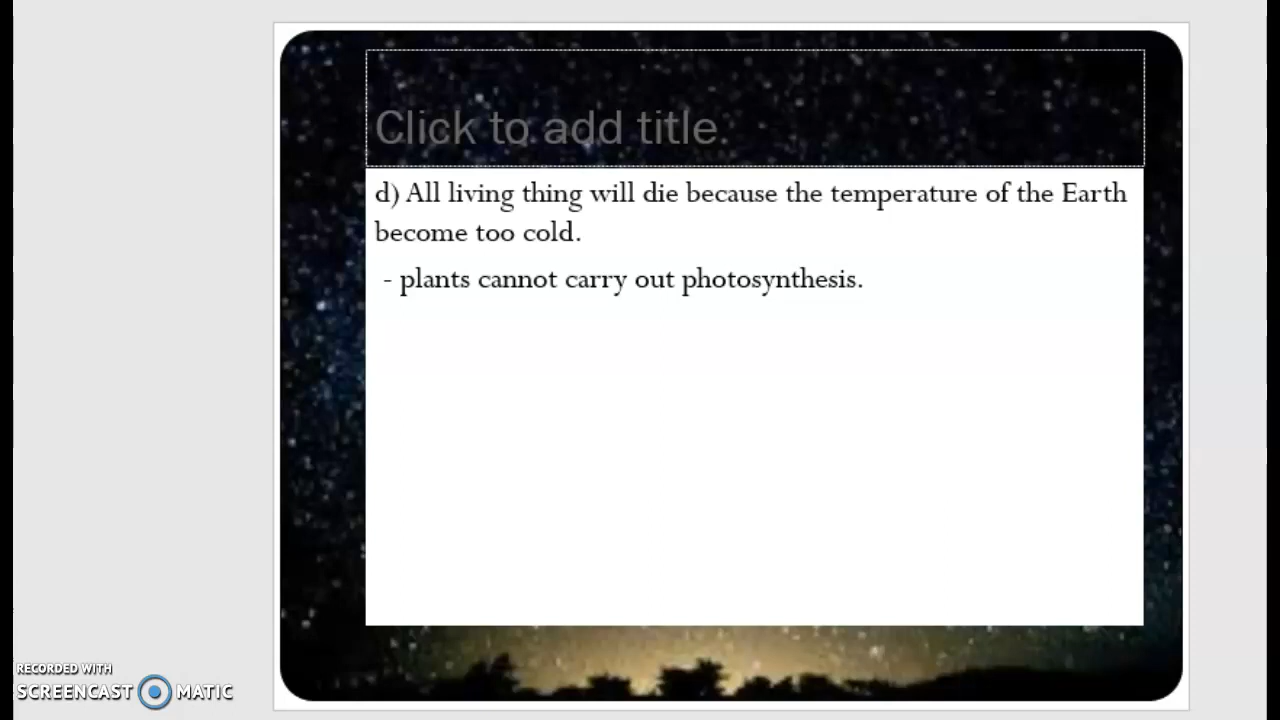 Click to add title.
d) All living thing will die because the temperature of the Earth
become too cold.
- plants cannot carry out photosynthesis.
RECORDED WITH
SCREENCAST MATIC